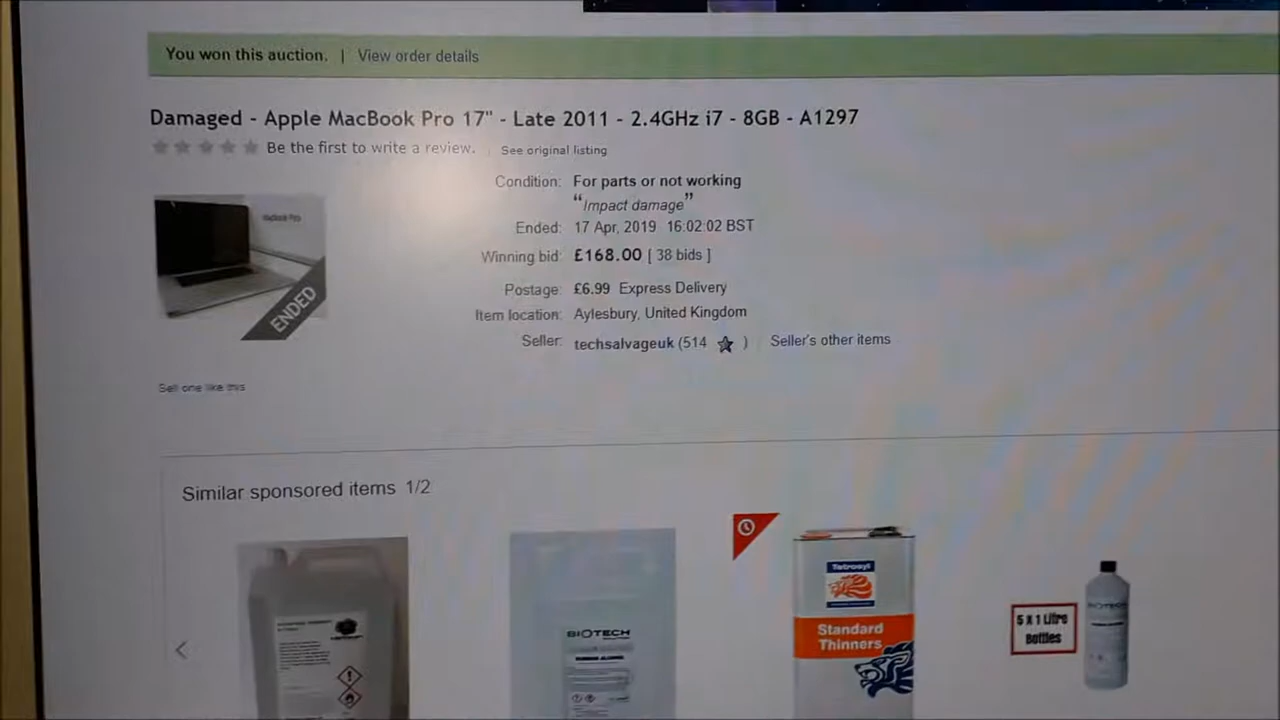 You won this auction. | View order details
Damaged - Apple MacBook Pro 17" - Late 2011 - 2.4GHz i7 - 8GB - A1297
Be the first to write a review. See original listing
Condition: For parts or not working
“Impact damage”
Ended: 17 Apr, 2019 16:02:02 BST
Winning bid: £168.00 [ 38 bids ]
Postage: £6.99 Express Delivery
Item location: Aylesbury, United Kingdom
Seller: techsalvageuk (514 ) Seller's other items
MacBook Pro
ENDED
Sell one like this
Similar sponsored items 1/2
BIOTECH
Tetrosyl
Standard
Thinners
5 X 1 Litre
Bottles
BIOTECH